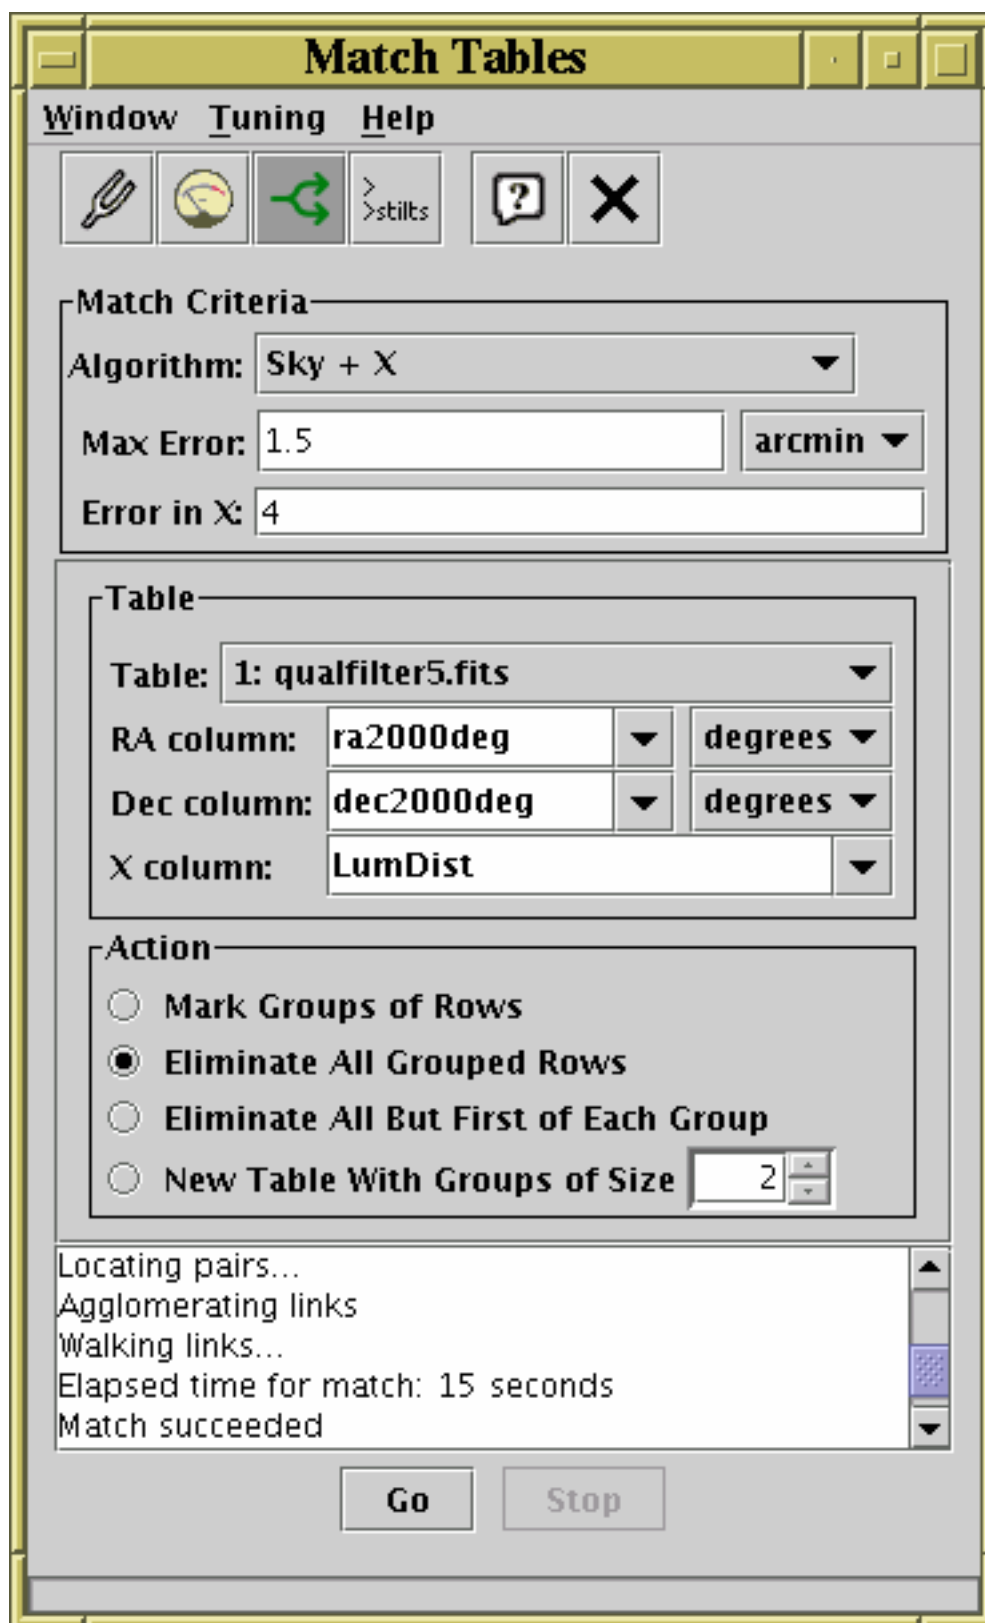 Match Tables
Window Tuning Help
>
>stilts
?
Match Criteria
Algorithm: Sky + X
Max Error: 1.5 arcmin
Error in X: 4
Table
Table: 1: qualfilter5.fits
RA column: ra2000deg degrees
Dec column: dec2000deg degrees
X column: LumDist
Action
Mark Groups of Rows
Eliminate All Grouped Rows
Eliminate All But First of Each Group
New Table With Groups of Size 2
Locating pairs...
Agglomerating links
Walking links...
Elapsed time for match: 15 seconds
Match succeeded
Go Stop